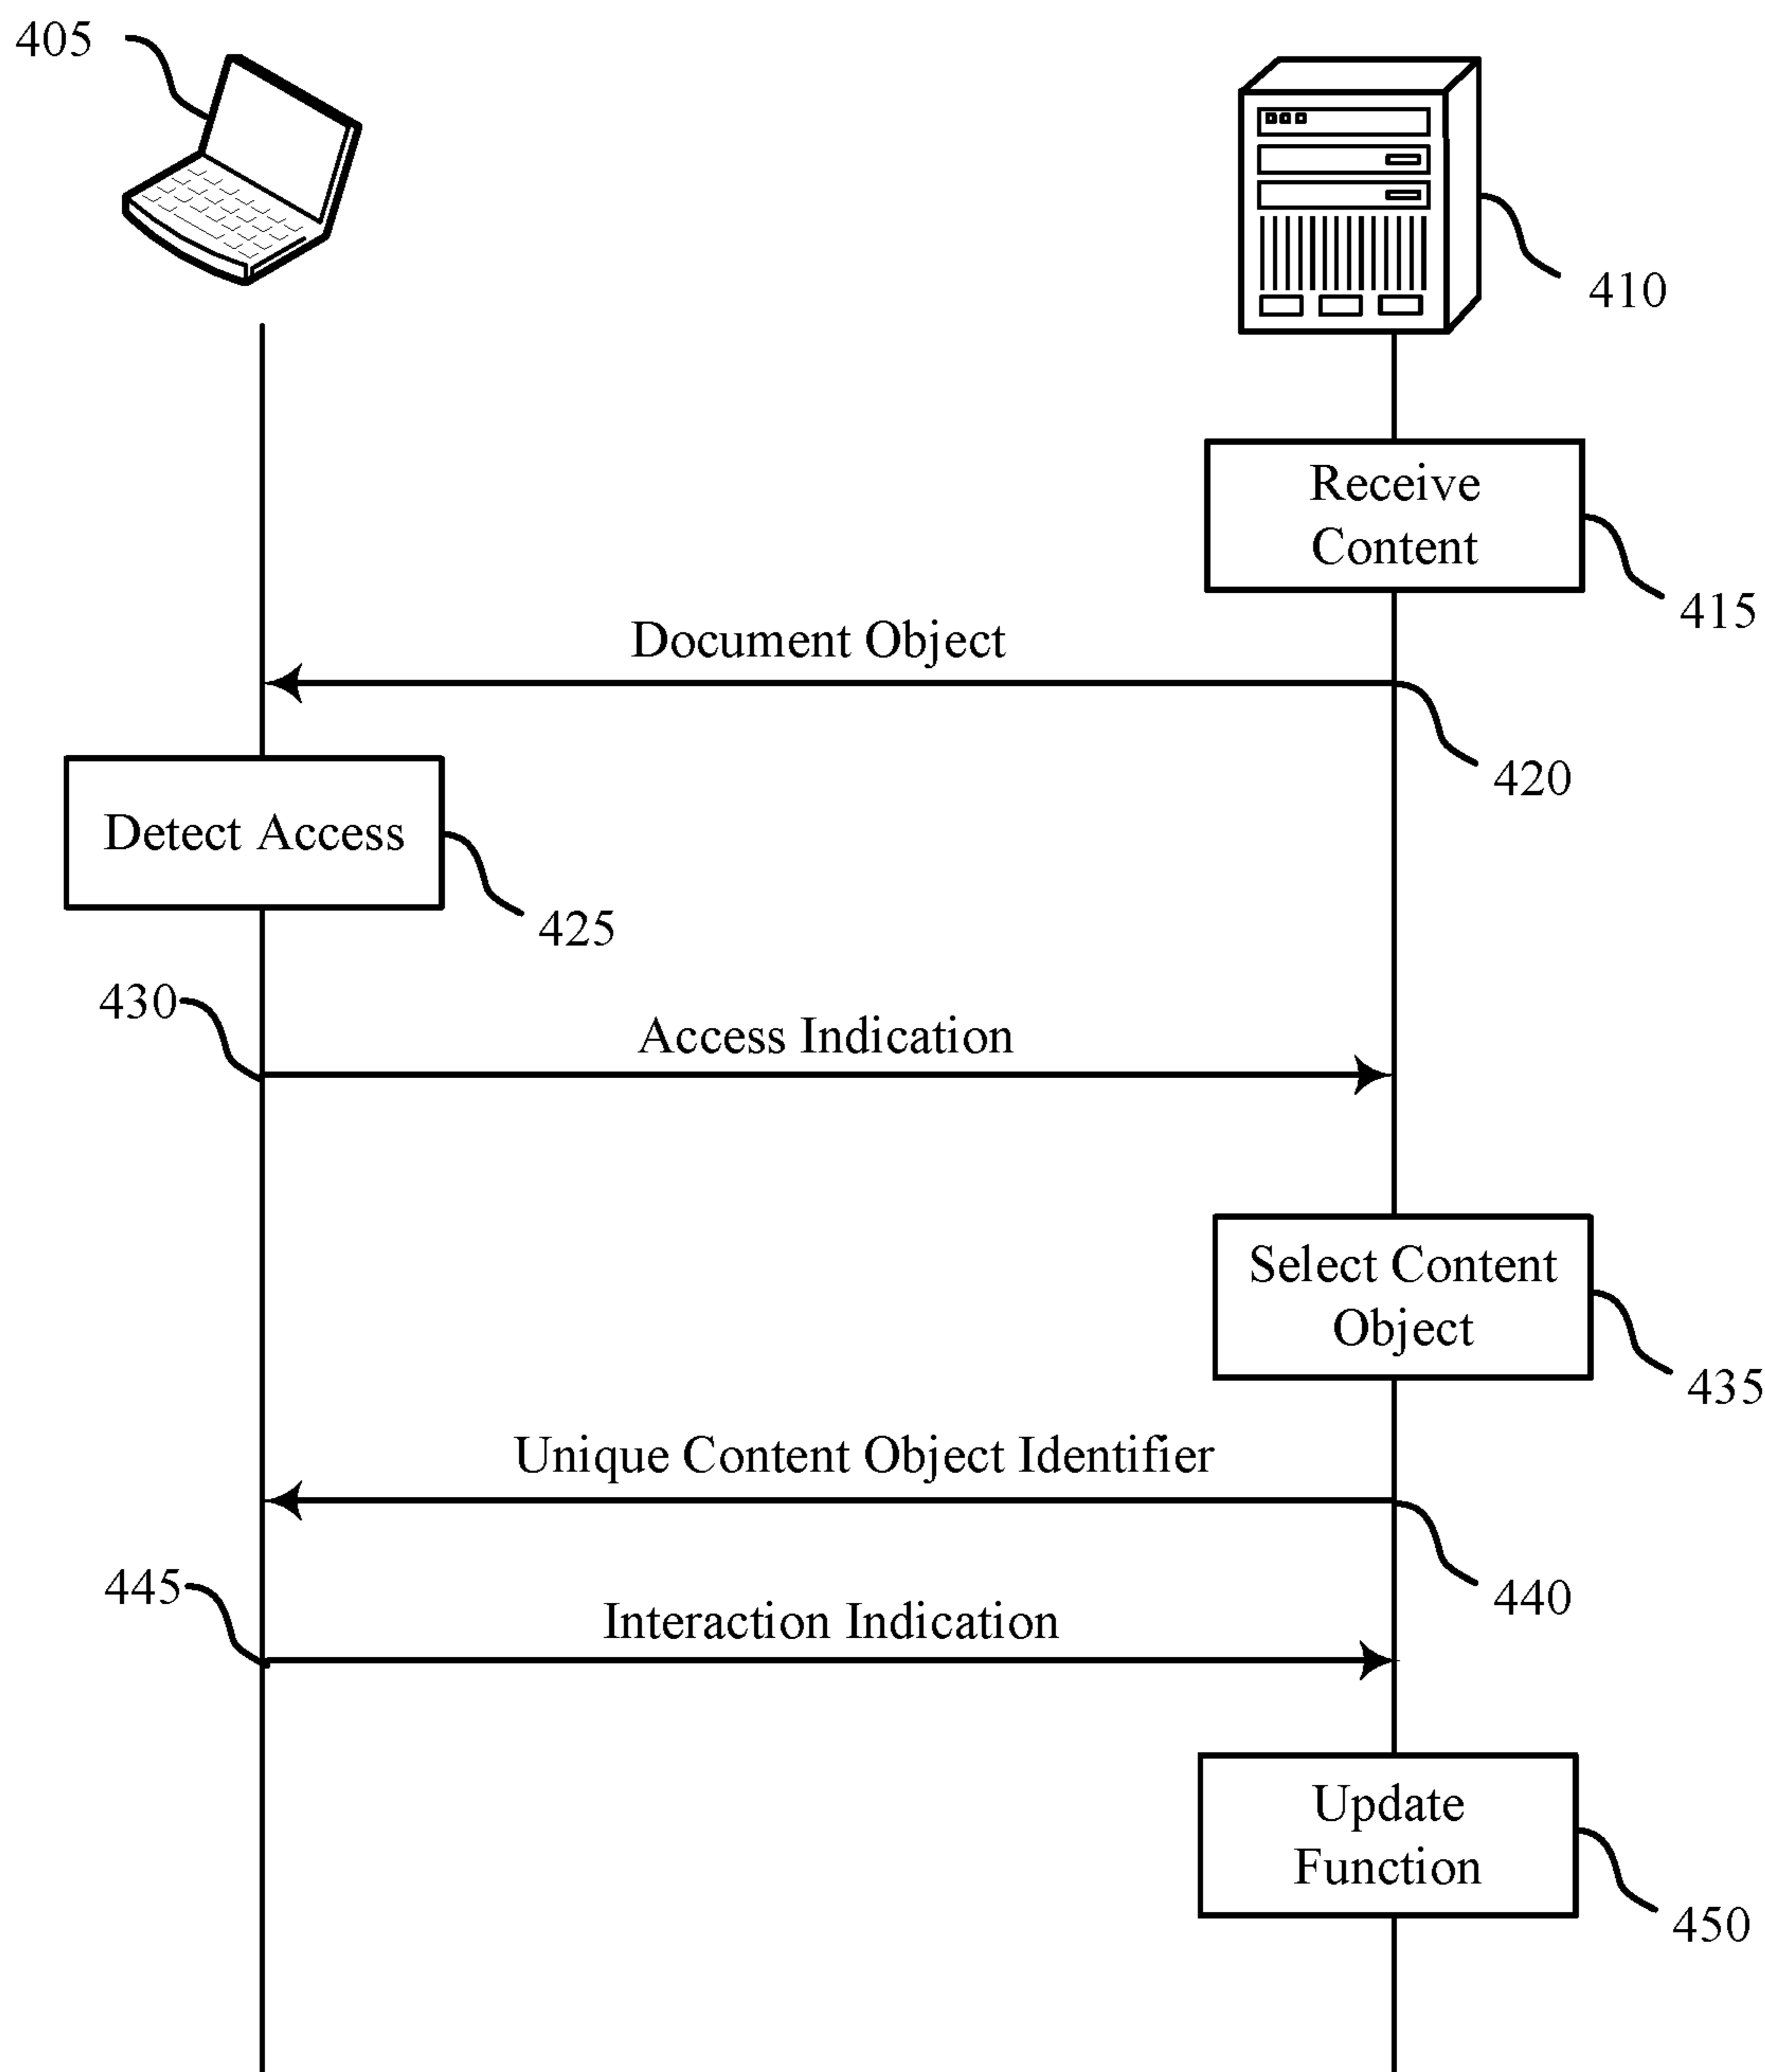 405
410
Receive
Content
415
Document Object
420
Detect Access
425
430
Access Indication
Select Content
Object
435
Unique Content Object Identifier
440
445
Interaction Indication
Update
Function
450